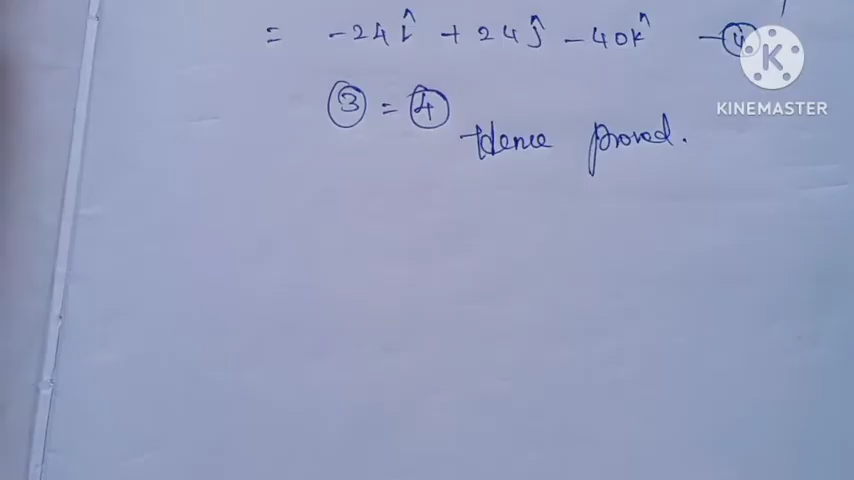 = -24î + 24ĵ - 40k̂ - ④
KINEMASTER
③ = ④
Hence proved.